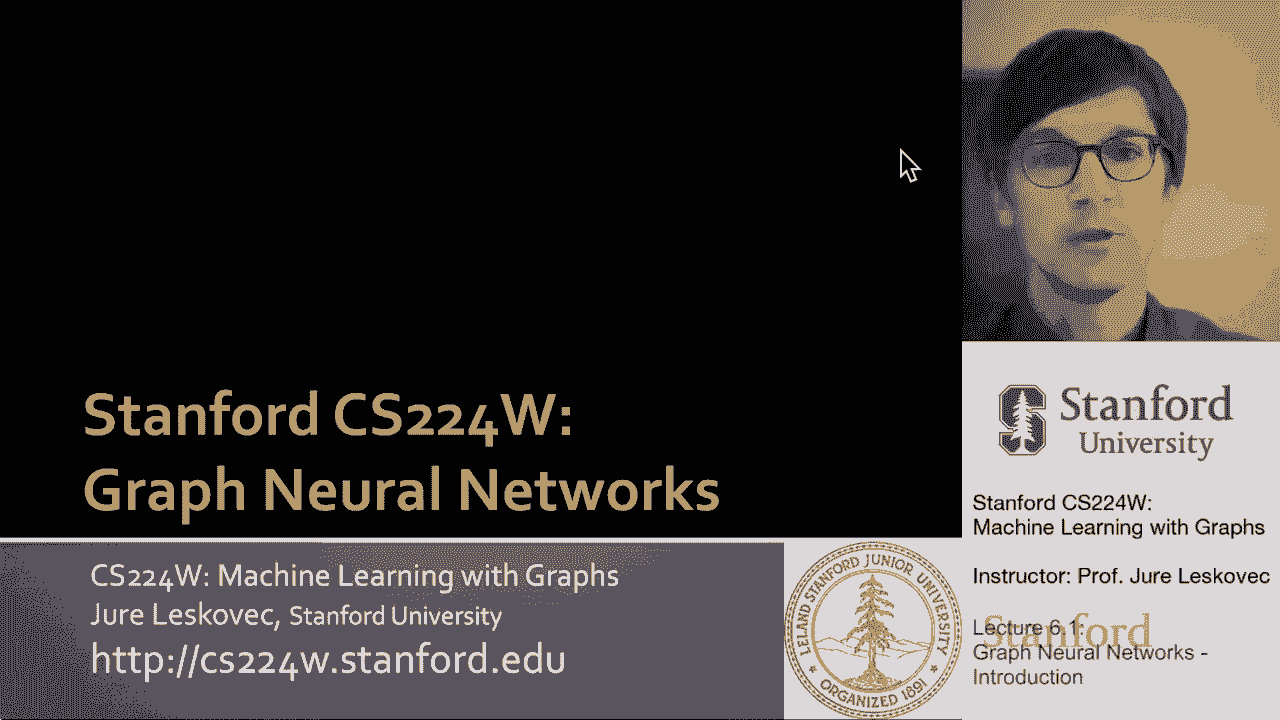 Stanford CS224W:
Graph Neural Networks
CS224W: Machine Learning with Graphs
Jure Leskovec, Stanford University
http://cs224w.stanford.edu
LELAND STANFORD JUNIOR UNIVERSITY
ORGANIZED 1891
Stanford
University
Stanford CS224W:
Machine Learning with Graphs
Instructor: Prof. Jure Leskovec
Stanford
Lecture 6.1:
Graph Neural Networks -
Introduction